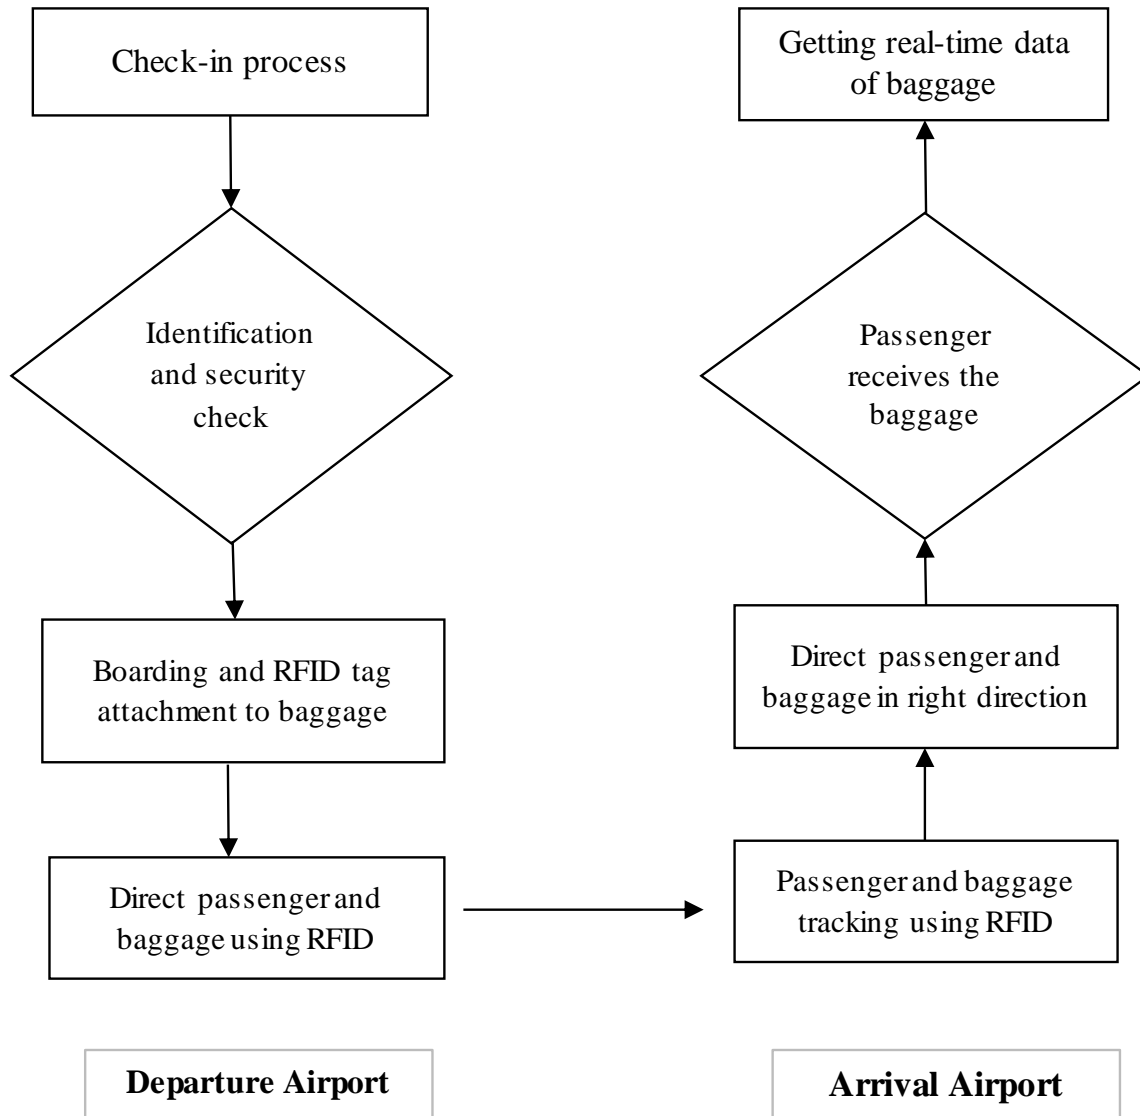 Check-in process
Identification
and security
check
Boarding and RFID tag
attachment to baggage
Direct passenger and
baggage using RFID
Departure Airport
Getting real-time data
of baggage
Passenger
receives the
baggage
Direct passenger and
baggage in right direction
Passenger and baggage
tracking using RFID
Arrival Airport